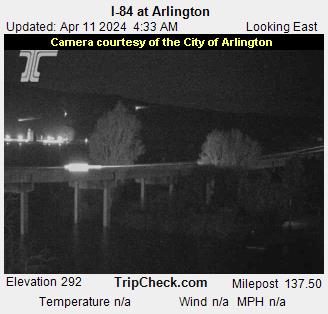 I-84 at Arlington
Updated: Apr 11 2024 4:33 AM Looking East
Camera courtesy of the City of Arlington
Elevation 292 TripCheck.com Milepost 137.50
Temperature n/a Wind n/a MPH n/a